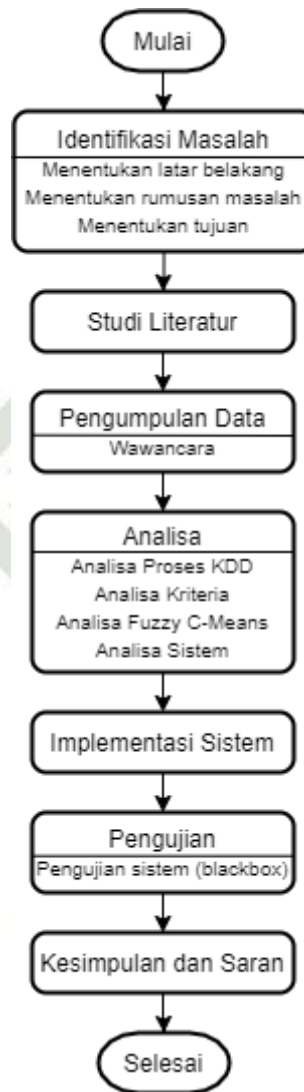 Mulai
Identifikasi Masalah
Menentukan latar belakang
Menentukan rumusan masalah
Menentukan tujuan
Studi Literatur
Pengumpulan Data
Wawancara
Analisa
Analisa Proses KDD
Analisa Kriteria
Analisa Fuzzy C-Means
Analisa Sistem
Implementasi Sistem
Pengujian
Pengujian sistem (blackbox)
Kesimpulan dan Saran
Selesai